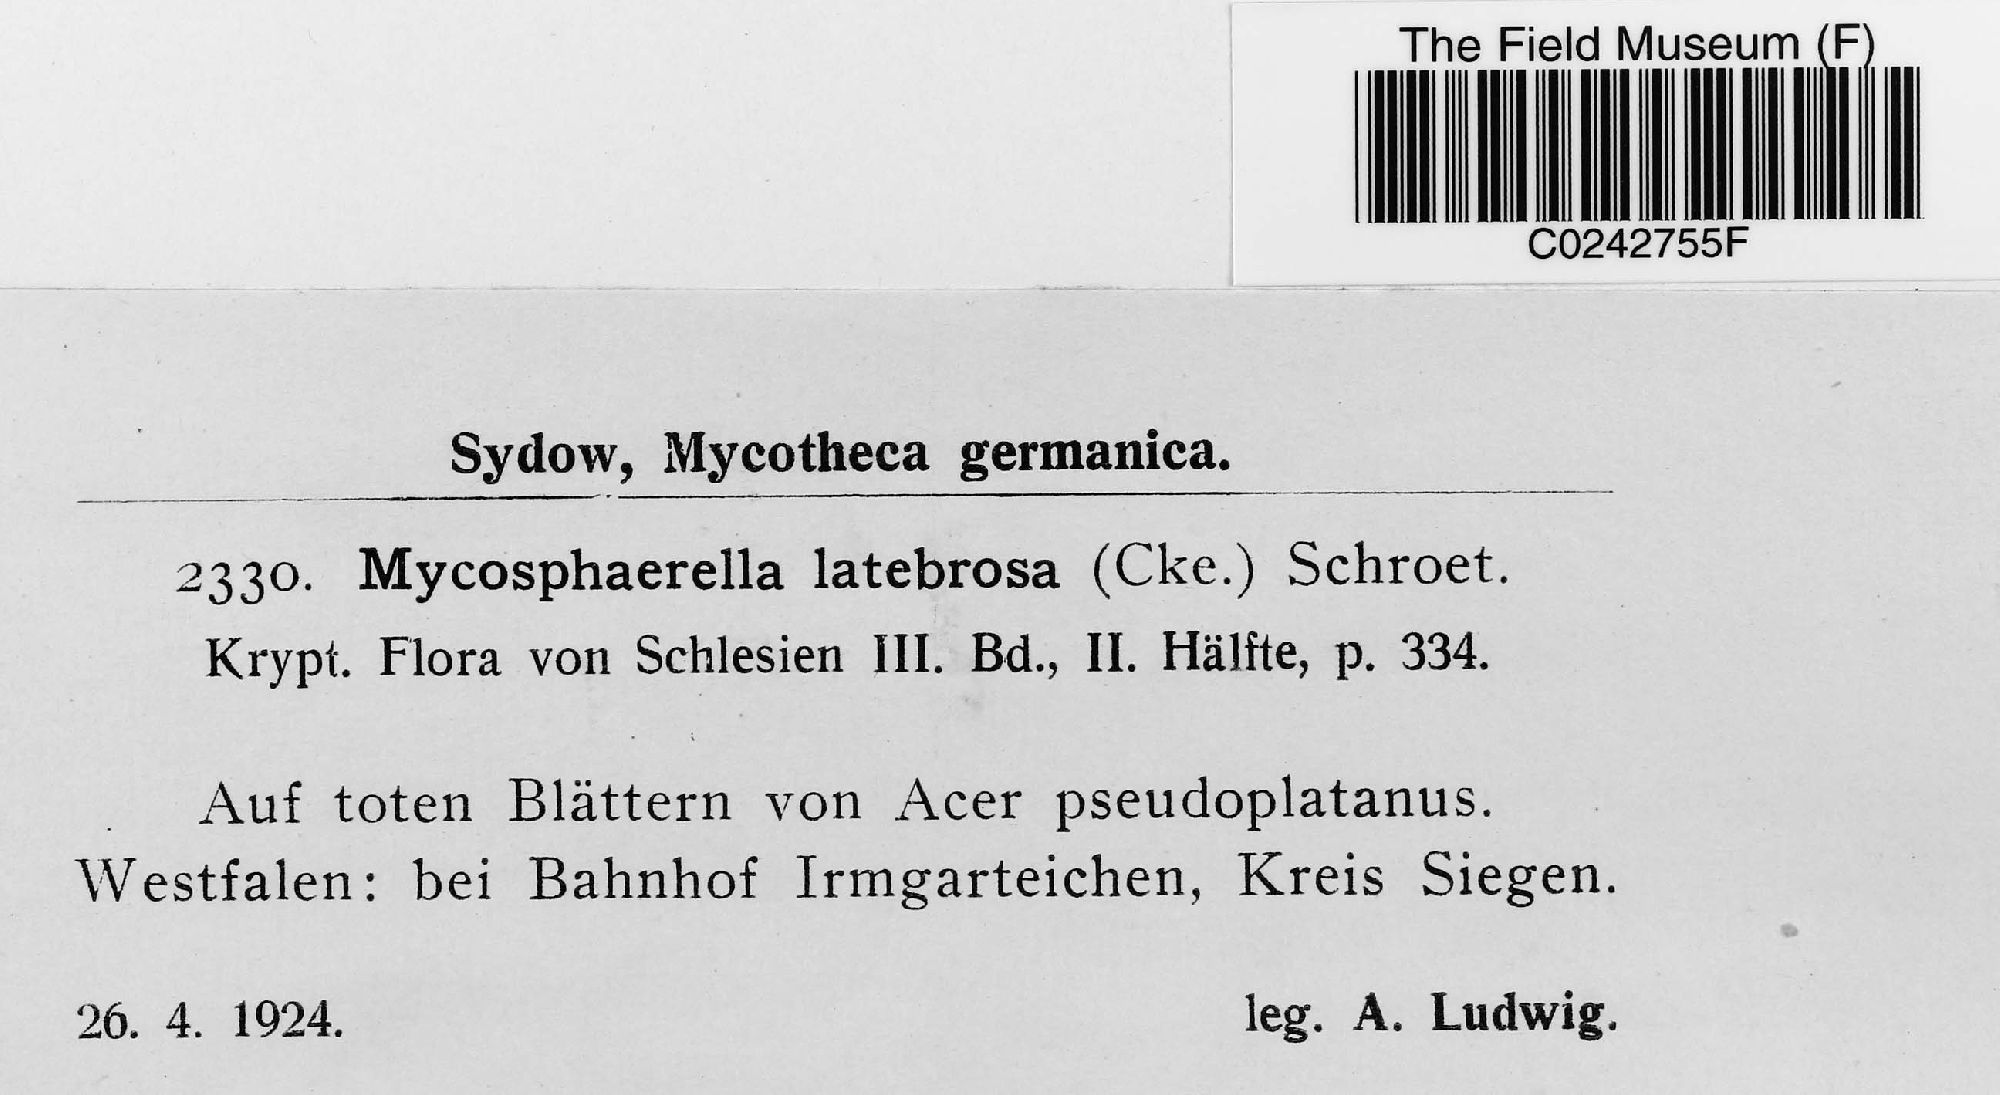 The Field Museum (F)
C0242755F
Sydow, Mycotheca germanica.
2330. Mycosphaerella latebrosa (Cke.) Schroet.
Krypt. Flora von Schlesien III. Bd., II. Hälfte, p. 334.
Auf toten Blättern von Acer pseudoplatanus.
Westfalen: bei Bahnhof Irmgarteichen, Kreis Siegen.
26. 4. 1924. leg. A. Ludwig.